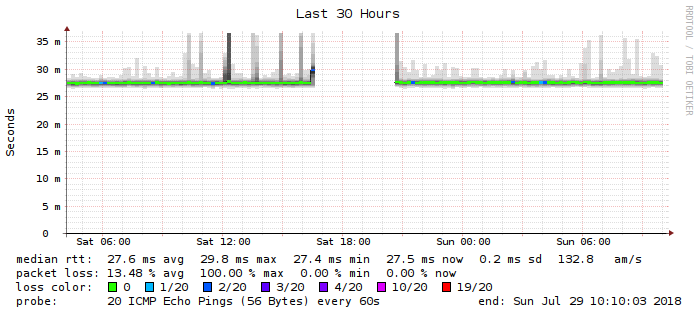 Last 30 Hours
RRDTOOL / TOBI OETIKER
Seconds
35 m
30 m
25 m
20 m
15 m
10 m
5 m
0
Sat 06:00 Sat 12:00 Sat 18:00 Sun 00:00 Sun 06:00
median rtt: 27.6 ms avg 29.8 ms max 27.4 ms min 27.5 ms now 0.2 ms sd 132.8 am/s
packet loss: 13.48 % avg 100.00 % max 0.00 % min 0.00 % now
loss color: 0 1/20 2/20 3/20 4/20 10/20 19/20
probe: 20 ICMP Echo Pings (56 Bytes) every 60s end: Sun Jul 29 10:10:03 2018